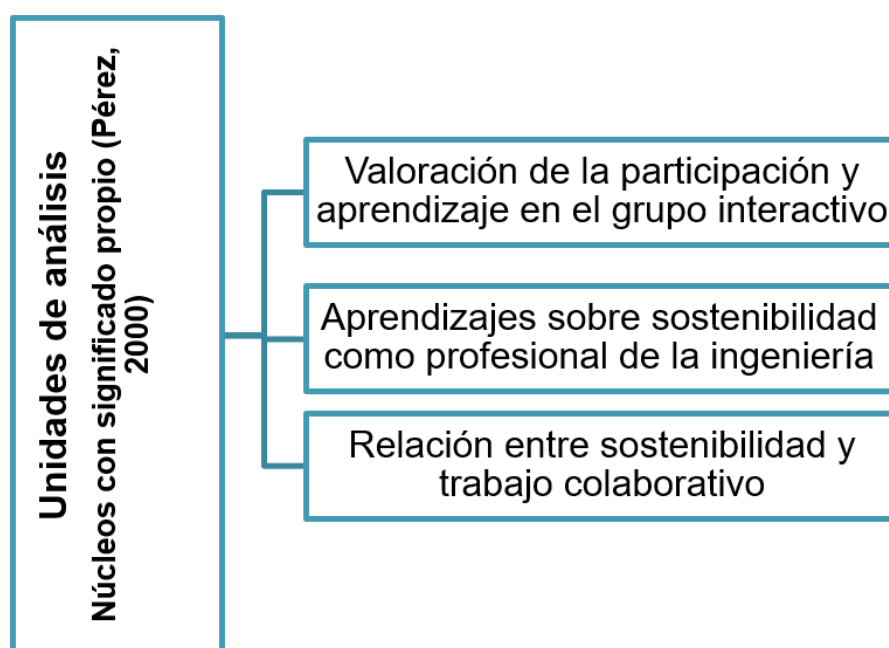 Unidades de análisis
Núcleos con significado propio (Pérez,
2000)
Valoración de la participación y
aprendizaje en el grupo interactivo
Aprendizajes sobre sostenibilidad
como profesional de la ingeniería
Relación entre sostenibilidad y
trabajo colaborativo